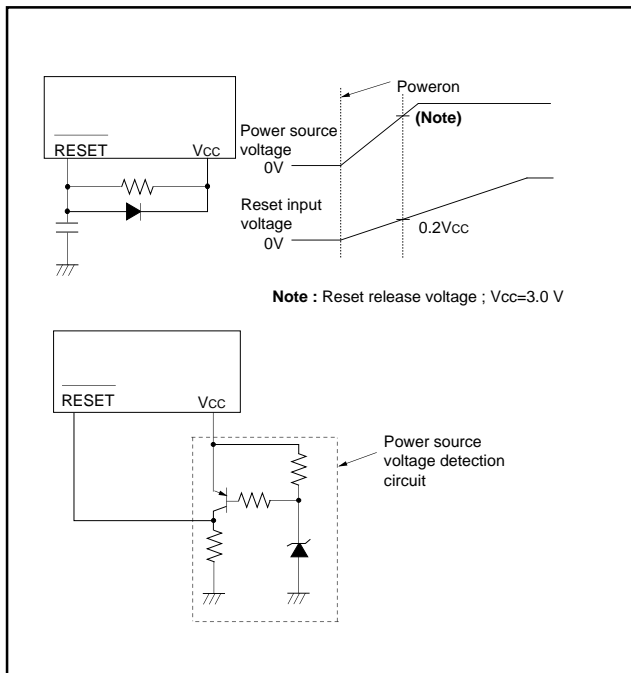 RESET
VCC
Poweron
(Note)
Power source
voltage
0V
Reset input
voltage
0V
0.2VCC
Note : Reset release voltage ; Vcc=3.0 V
RESET
VCC
Power source
voltage detection
circuit